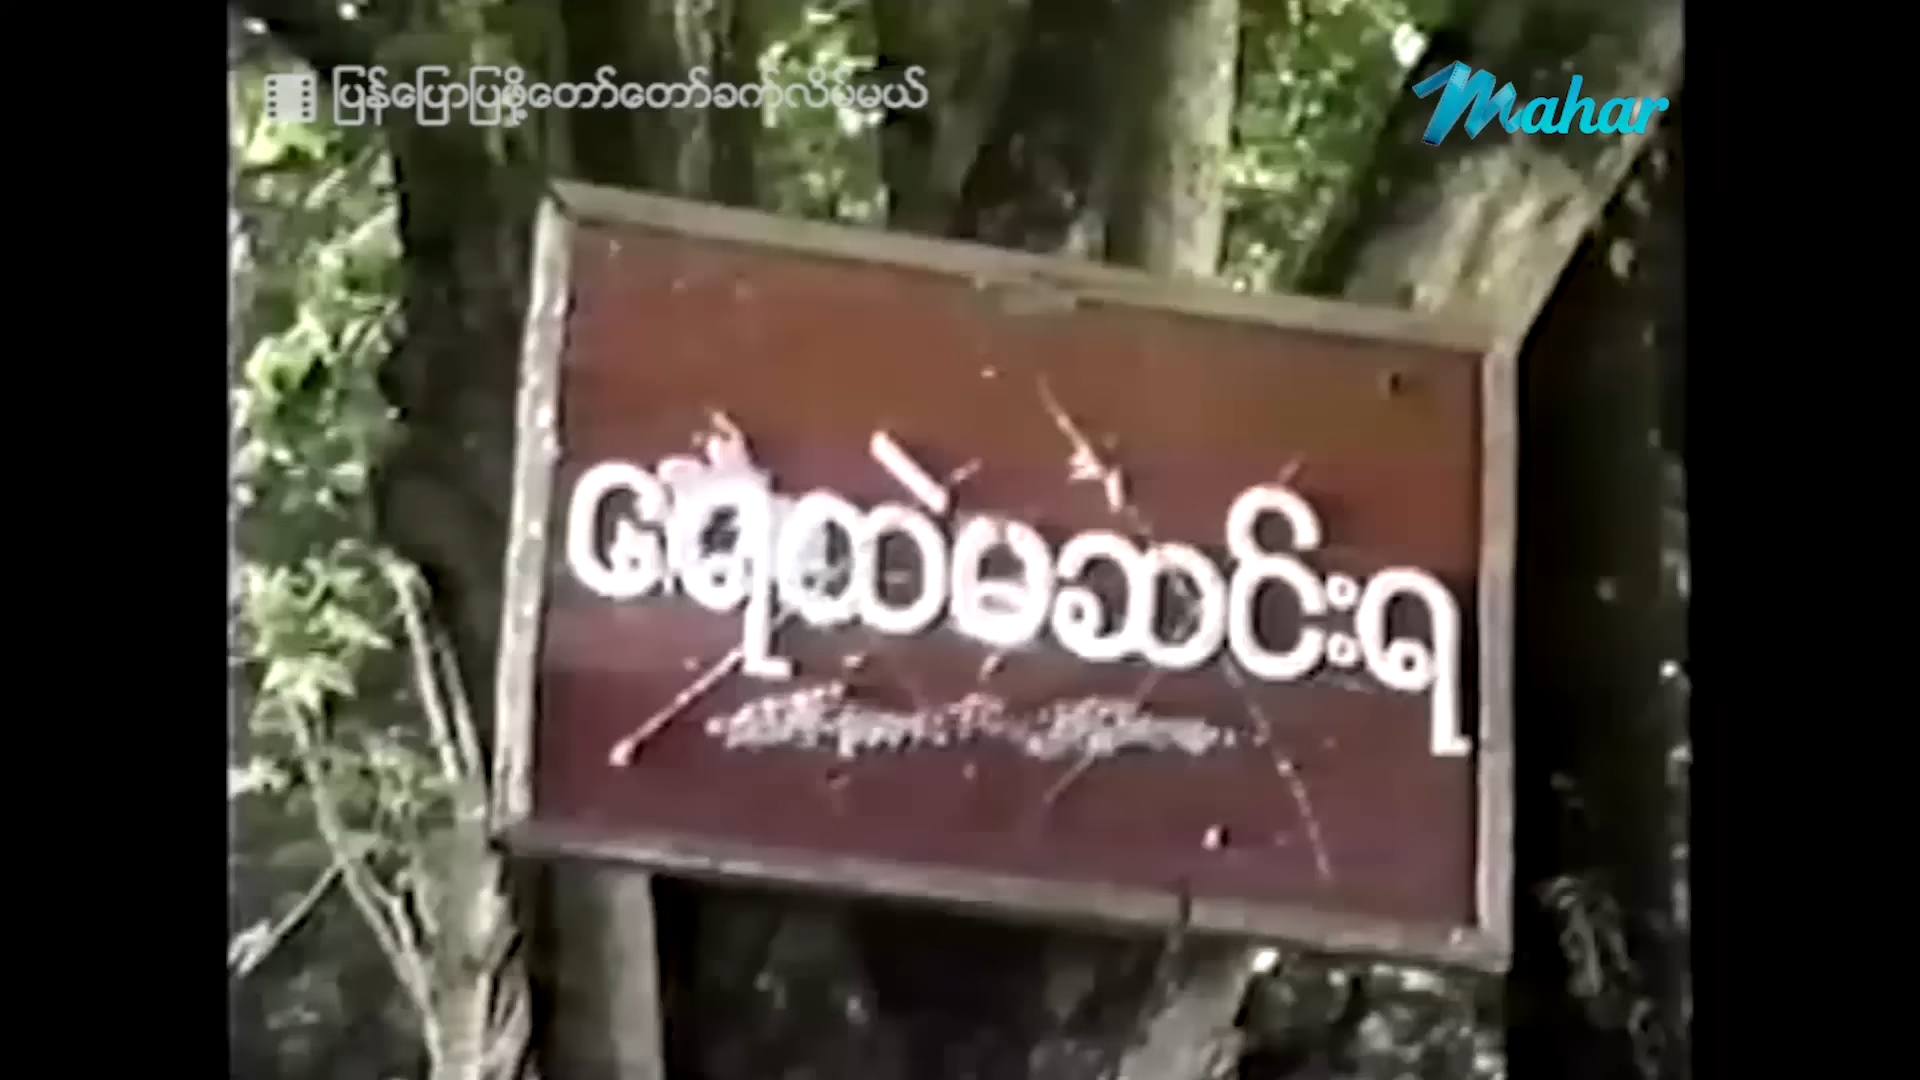 ပြန်ပြောပြဖို့တော်တော်ခက်လိမ့်မယ်
Mahar
ရေထဲမဆင်းရ